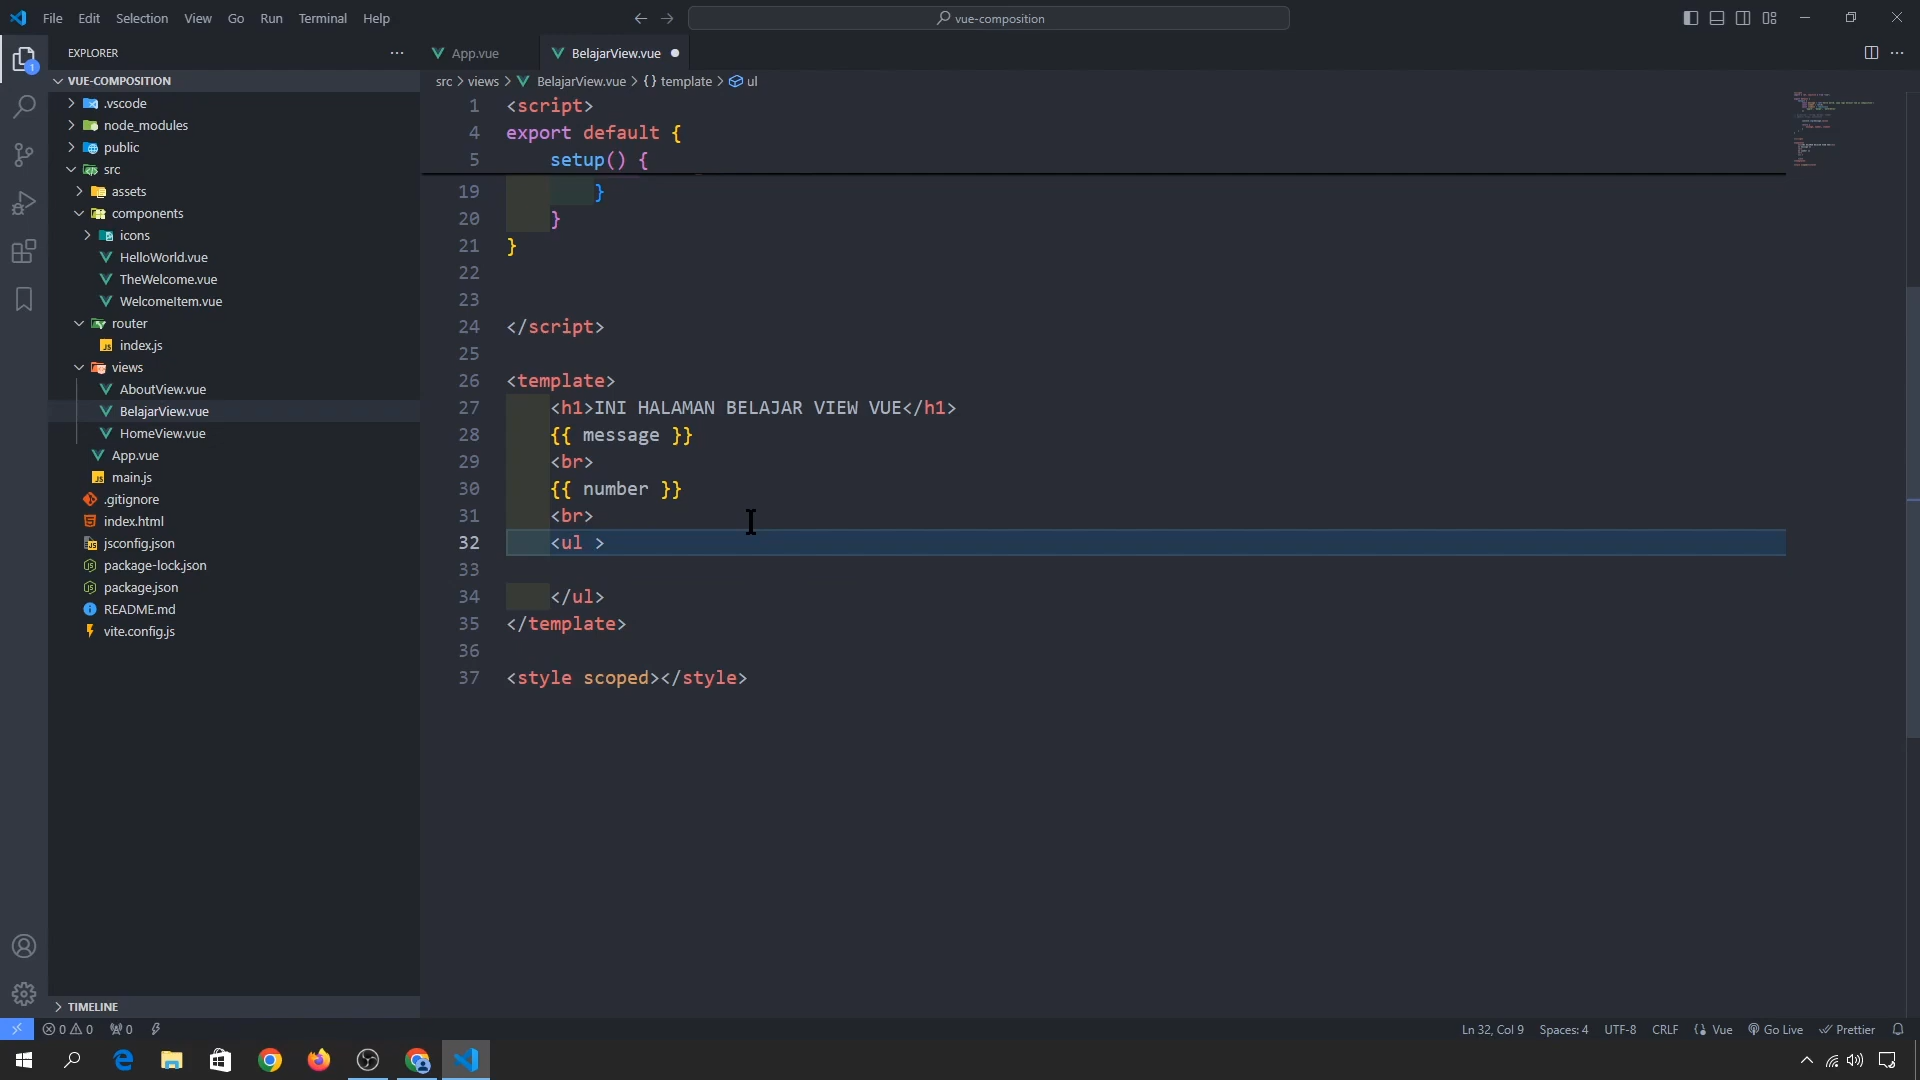 File Edit Selection View Go Run Terminal Help
vue-composition
EXPLORER
VUE-COMPOSITION
.vscode
node_modules
public
src
assets
components
icons
HelloWorld.vue
TheWelcome.vue
WelcomeItem.vue
router
index.js
views
AboutView.vue
BelajarView.vue
HomeView.vue
App.vue
main.js
.gitignore
index.html
jsconfig.json
package-lock.json
package.json
README.md
vite.config.js
TIMELINE
App.vue BelajarView.vue
src > views > BelajarView.vue > {} template > ul
1 <script>
4 export default {
5 setup() {
19 }
20 }
21 }
22
23
24 </script>
25
26 <template>
27 <h1>INI HALAMAN BELAJAR VIEW VUE</h1>
28 {{ message }}
29 <br>
30 {{ number }}
31 <br>
32 <ul >
33
34 </ul>
35 </template>
36
37 <style scoped></style>
0 0 0 Ln 32, Col 9 Spaces: 4 UTF-8 CRLF Vue Go Live Prettier